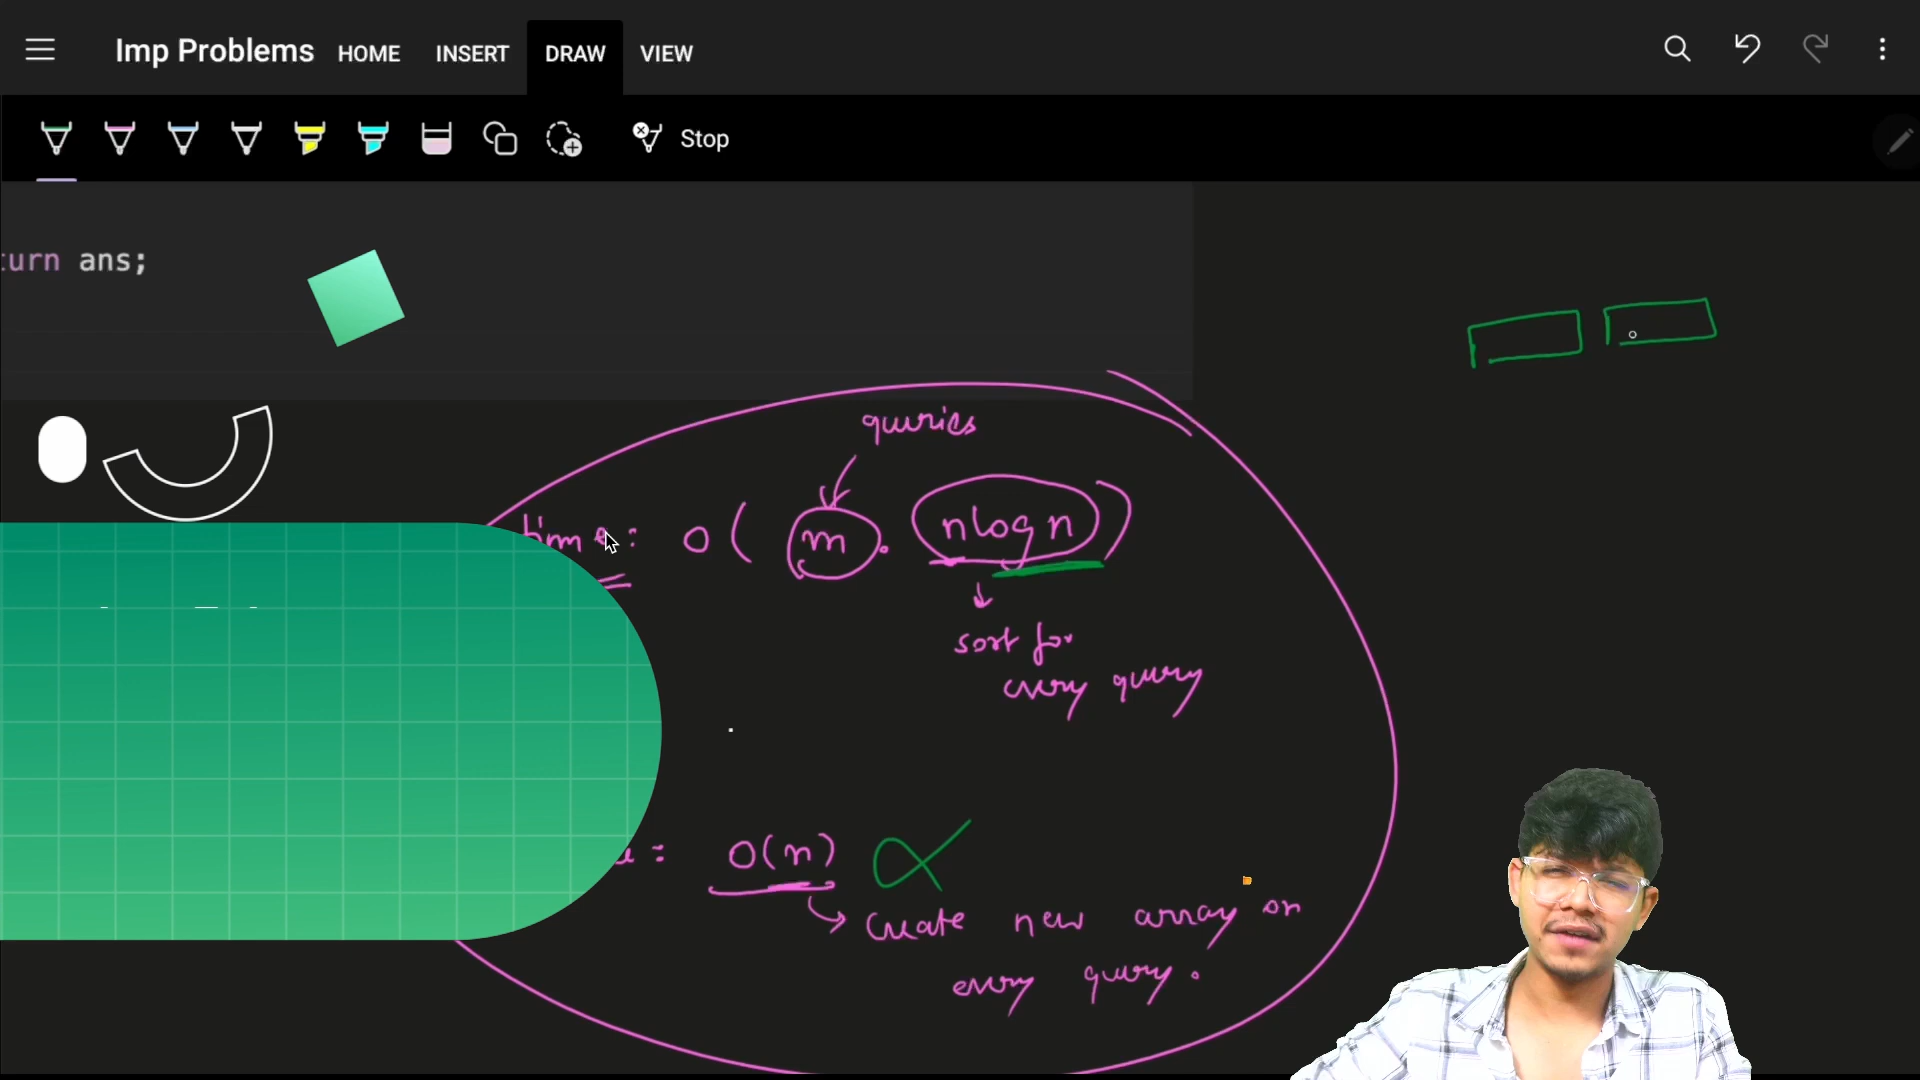 Imp Problems HOME INSERT DRAW VIEW
Stop
turn ans;
queries
time: O( m . nlogn )
sort for
every query
: O(n)
Create new array on
every query.